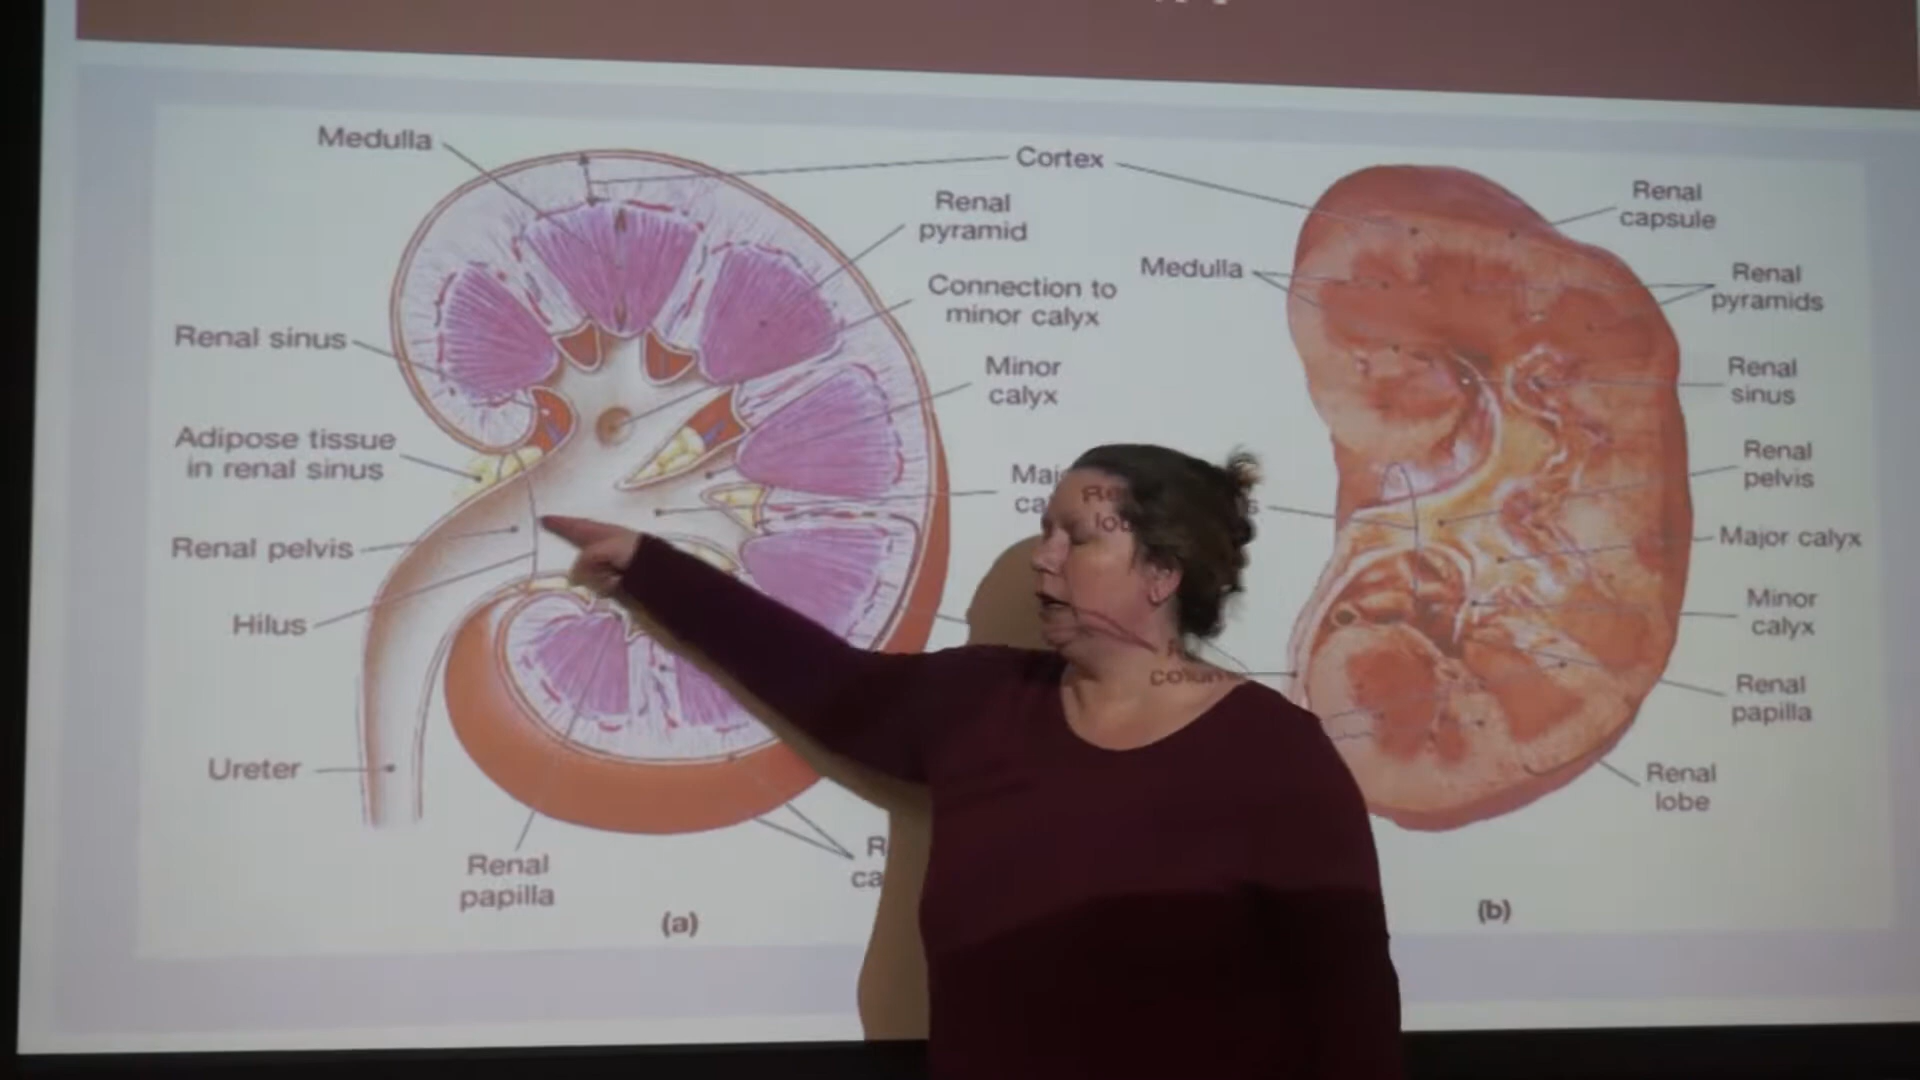 Medulla
Cortex
Renal
pyramid
Connection to
minor calyx
Minor
calyx
Renal sinus
Adipose tissue
in renal sinus
Renal pelvis
Hilus
Ureter
Renal
papilla
(a)
Medulla
Renal
capsule
Renal
pyramids
Renal
sinus
Renal
pelvis
Major calyx
Minor
calyx
Renal
papilla
Renal
lobe
(b)